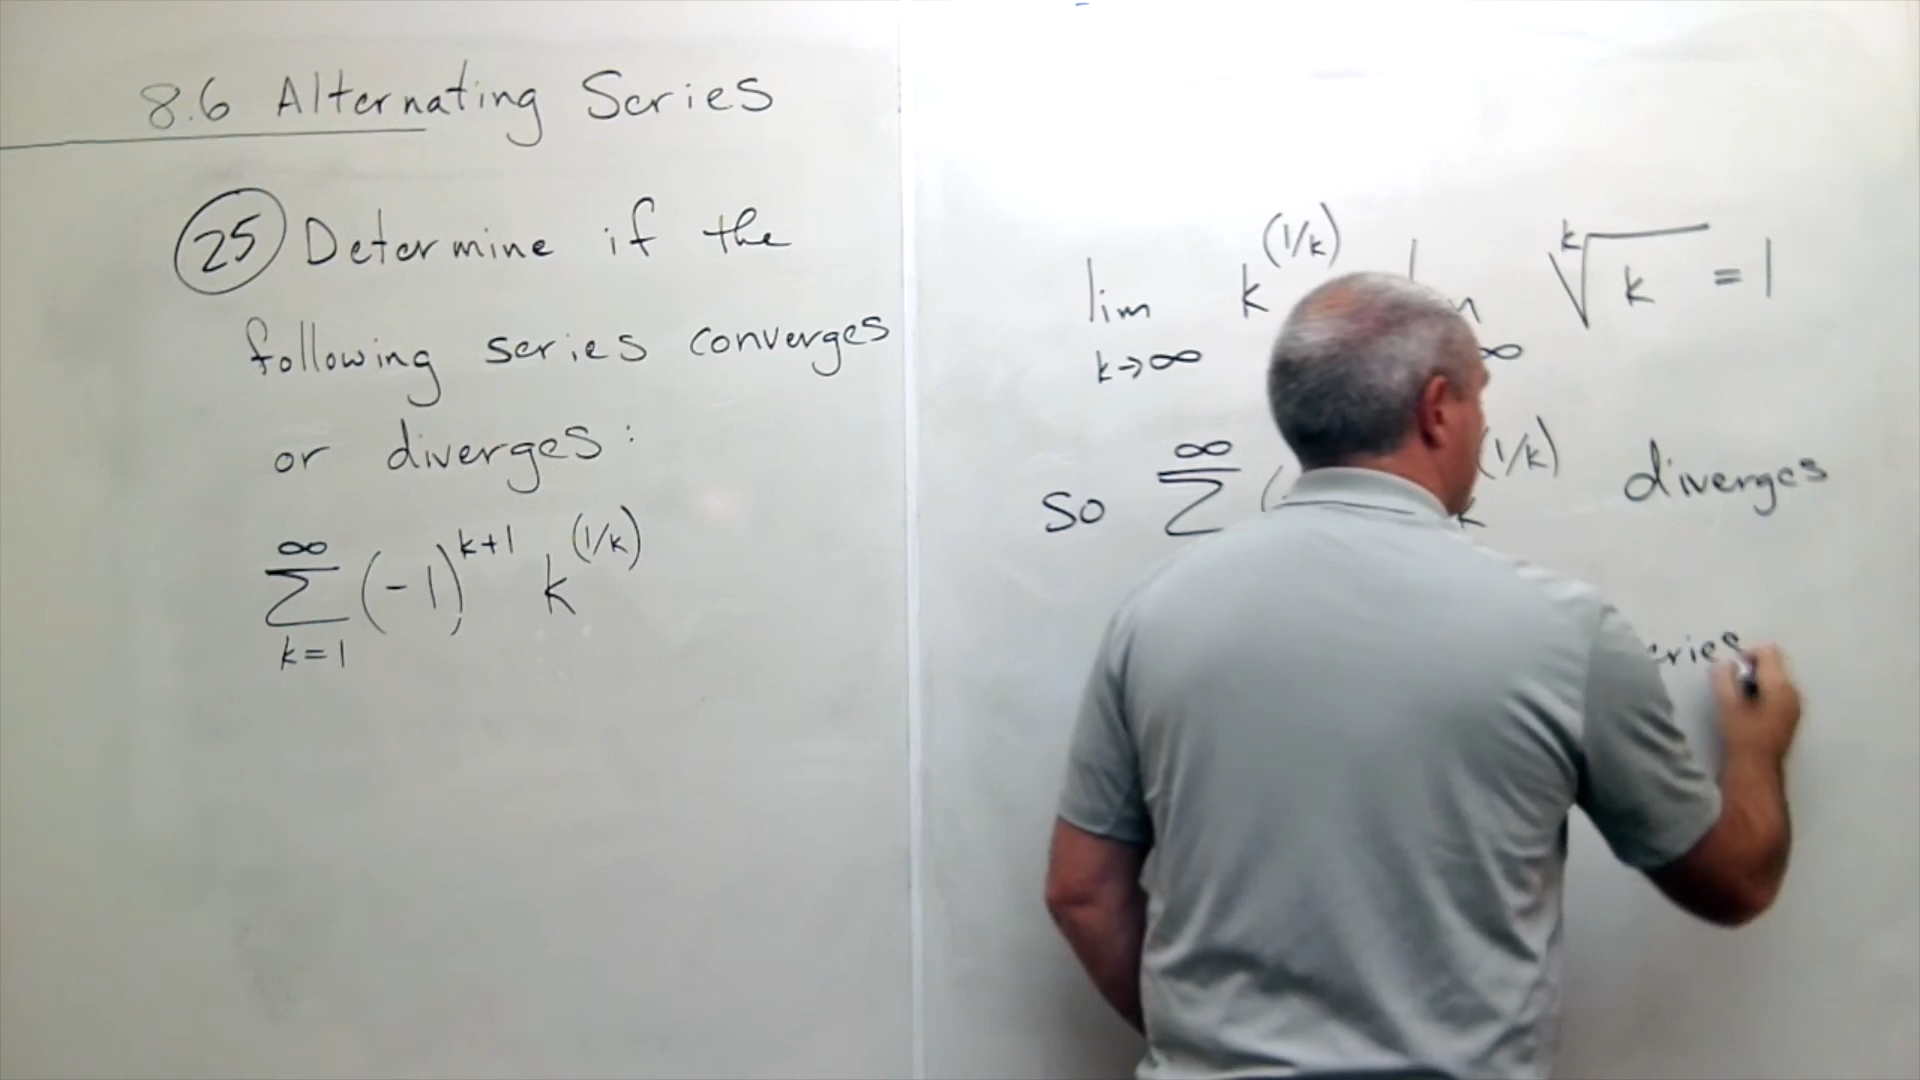 8.6 Alternating Series
25 Determine if the
following series converges
or diverges:
∞
∑ (-1)^{k+1} k^{(1/k)}
k=1
lim k^{(1/k)} \sqrt[k]{k} = 1
k→∞ ∞
∞
So ∑ ( k^{(1/k)} diverges